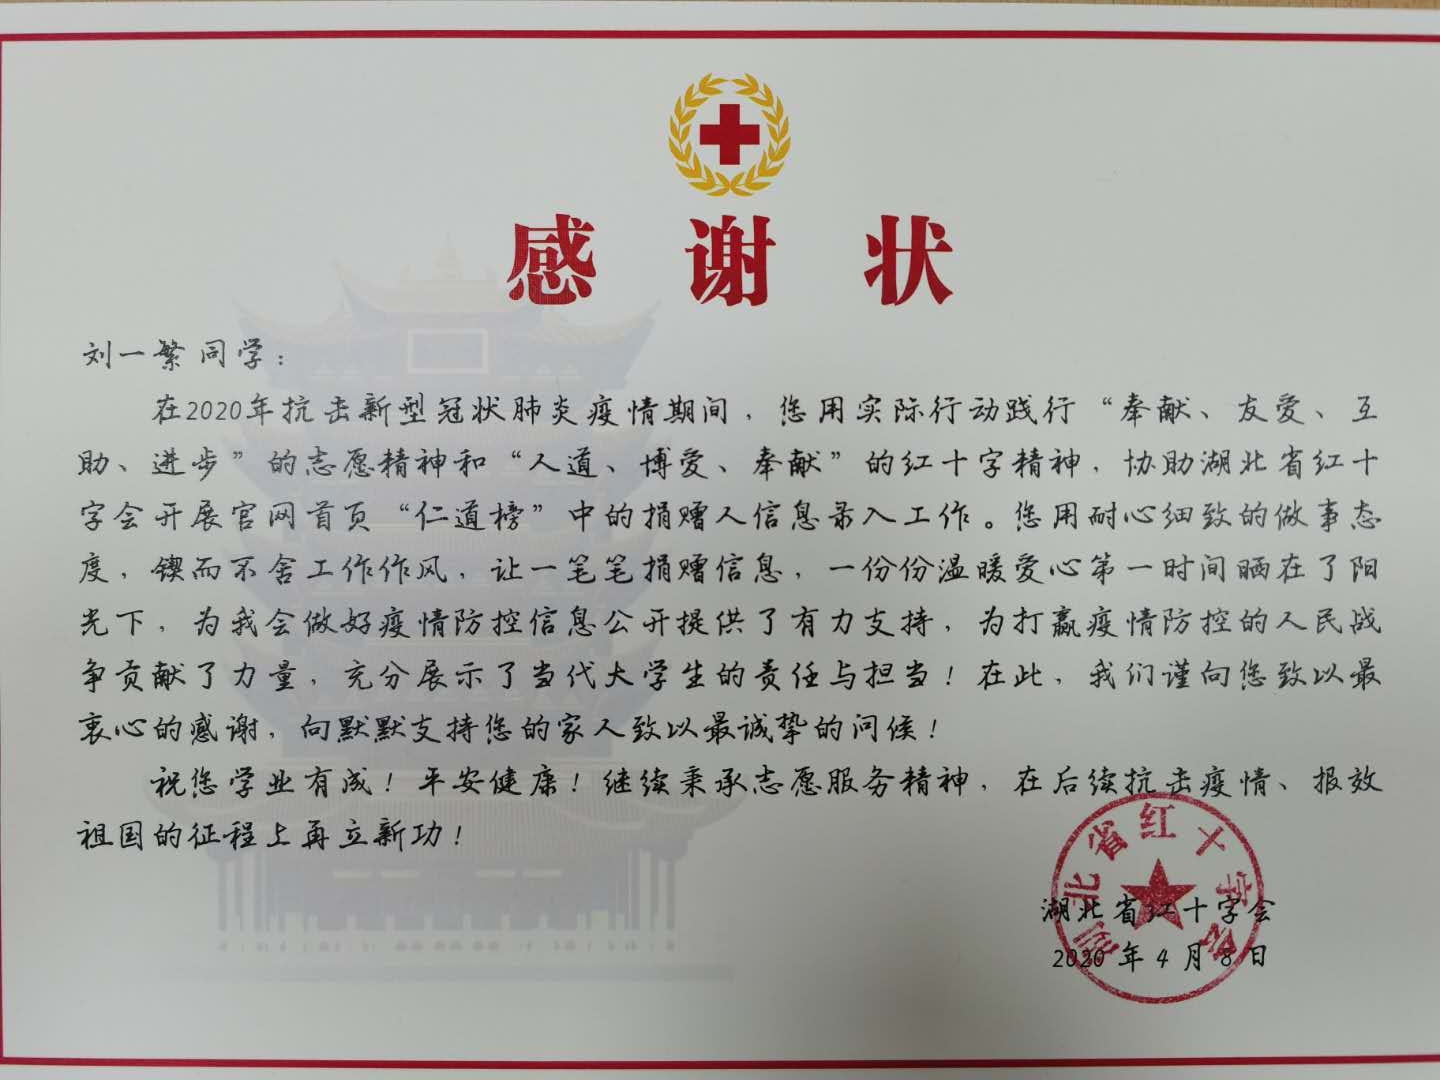 感谢状
刘一繁同学：
在2020年抗击新型冠状肺炎疫情期间，您用实际行动践行“奉献、友爱、互
助、进步”的志愿精神和“人道、博爱、奉献”的红十字精神，协助湖北省红十
字会开展官网首页“仁道榜”中的捐赠人信息录入工作。您用耐心细致的做事态
度，锲而不舍工作作风，让一笔笔捐赠信息，一份份温暖爱心第一时间晒在了阳
光下，为我会做好疫情防控信息公开提供了有力支持，为打赢疫情防控的人民战
争贡献了力量，充分展示了当代大学生的责任与担当！在此，我们谨向您致以最
衷心的感谢，向默默支持您的家人致以最诚挚的问候！
祝您学业有成！平安健康！继续秉承志愿服务精神，在后续抗击疫情、报效
祖国的征程上再立新功！
湖北省红十字会
湖北省红十字会
2020年4月8日